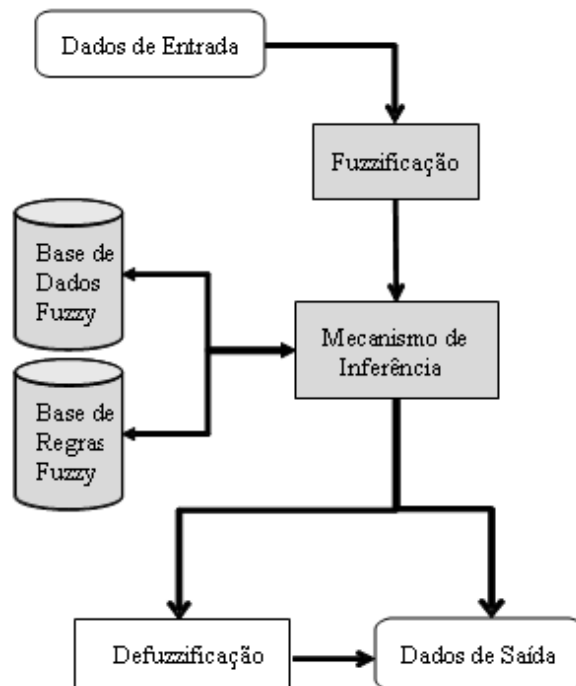 Dados de Entrada
Fuzzificação
Base de
Dados
Fuzzy
Mecanismo de
Inferência
Base de
Regras
Fuzzy
Defuzzificação
Dados de Saída